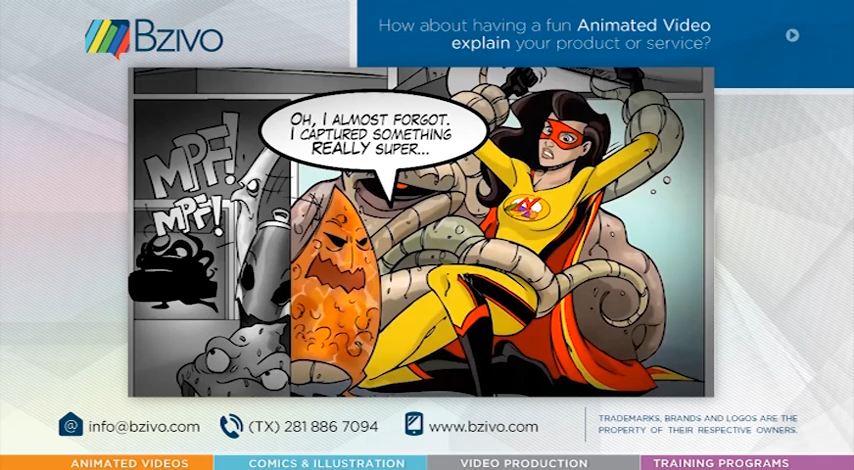 BZIVO
How about having a fun Animated Video
explain your product or service?
OH, I ALMOST FORGOT.
I CAPTURED SOMETHING
REALLY SUPER...
MPF!
MPF!
N
info@bzivo.com
(TX) 281 886 7094
www.bzivo.com
TRADEMARKS, BRANDS AND LOGOS ARE THE
PROPERTY OF THEIR RESPECTIVE OWNERS.
ANIMATED VIDEOS
COMICS & ILLUSTRATION
VIDEO PRODUCTION
TRAINING PROGRAMS